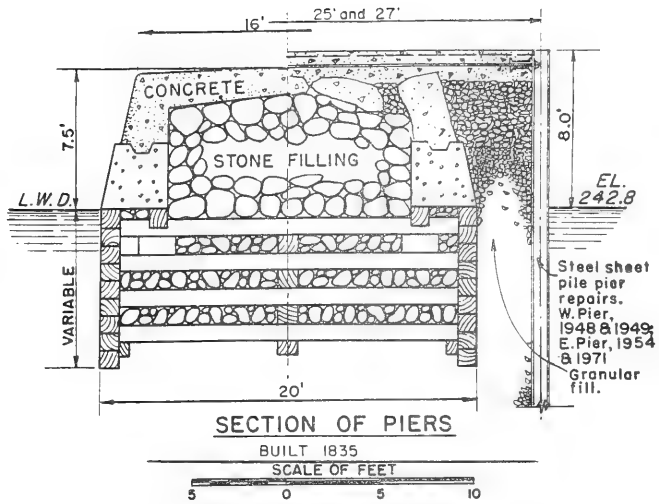 25' and 27'
16'
CONCRETE
STONE FILLING
7.5'
8.0'
L.W.D.
EL.
242.8
VARIABLE
Steel sheet
pile pier
repairs.
W. Pier,
1948 & 1949;
E. Pier, 1954
& 1971
Granular
fill.
20'
SECTION OF PIERS
BUILT 1835
SCALE OF FEET
5 0 5 10